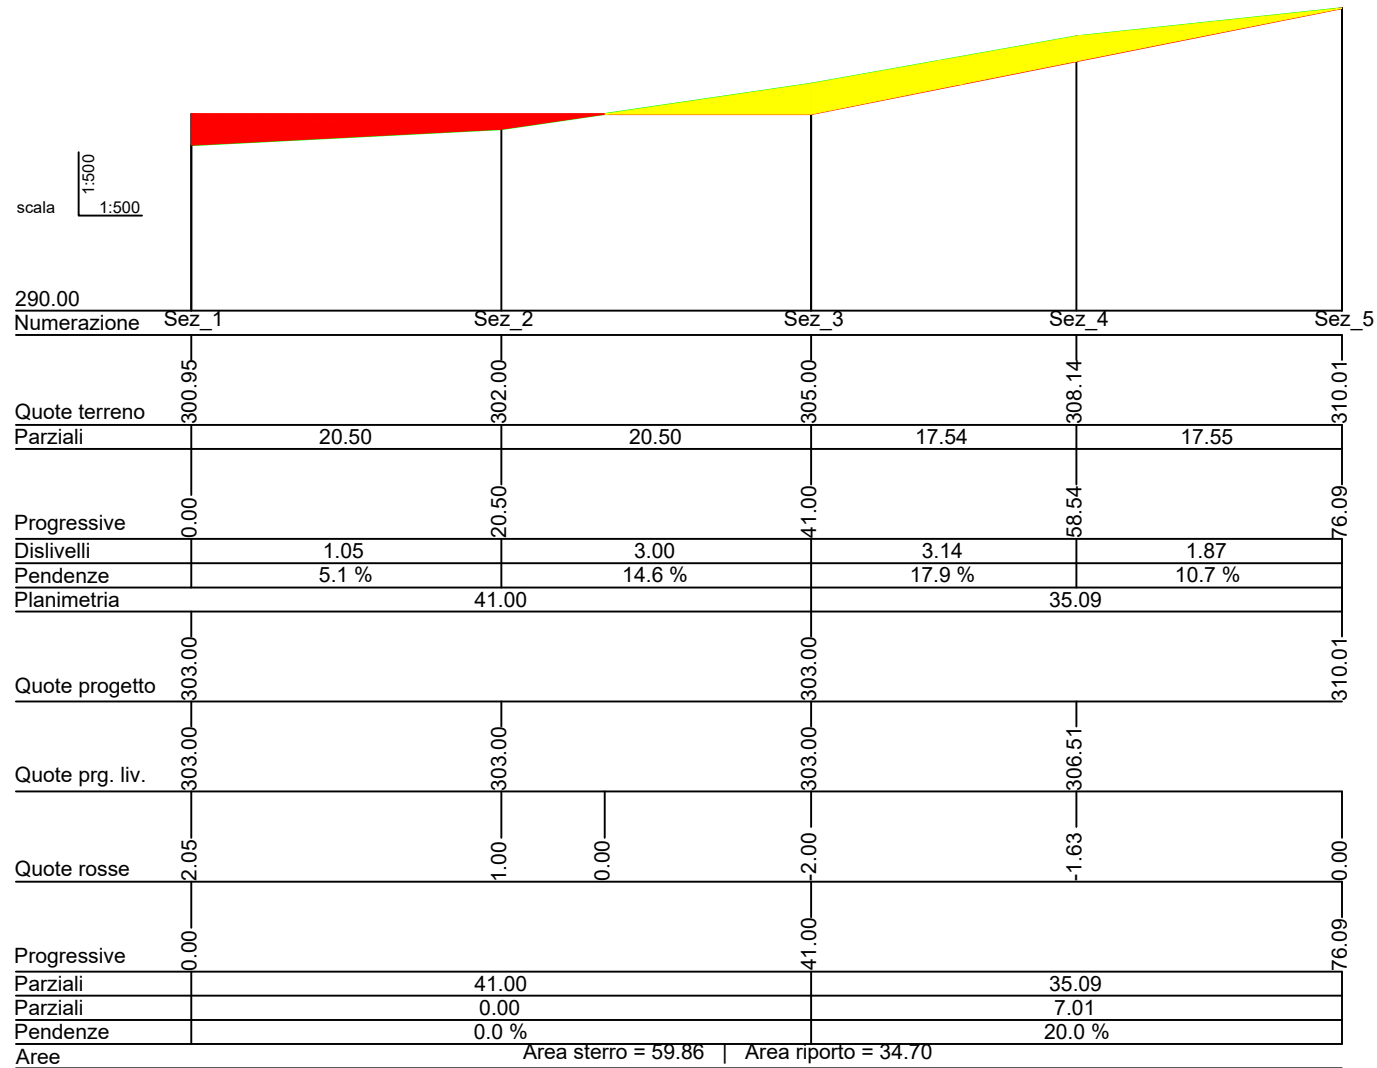 1:500
scala 1:500
290.00
Numerazione Sez_1 Sez_2 Sez_3 Sez_4 Sez_5
Quote terreno 300.95 302.00 305.00 308.14 310.01
Parziali 20.50 20.50 17.54 17.55
Progressive 0.00 20.50 41.00 58.54 76.09
Dislivelli 1.05 3.00 3.14 1.87
Pendenze 5.1 % 14.6 % 17.9 % 10.7 %
Planimetria 41.00 35.09
Quote progetto 303.00 303.00 310.01
Quote prg. liv. 303.00 303.00 303.00 306.51
Quote rosse 2.05 1.00 0.00 -2.00 -1.63 0.00
Progressive 0.00 41.00 76.09
Parziali 41.00 35.09
Parziali 0.00 7.01
Pendenze 0.0 % 20.0 %
Aree Area sterro = 59.86 | Area riporto = 34.70